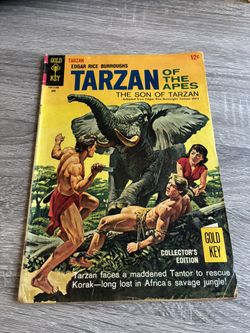 GOLD
KEY
TARZAN
12¢
EDGAR RICE BURROUGHS
TARZAN
OF THE
APES
THE SON OF TARZAN
COLLECTOR'S
EDITION
GOLD
KEY
Tarzan faces a maddened Tantor to rescue
Korak—long lost in Africa's savage jungle!